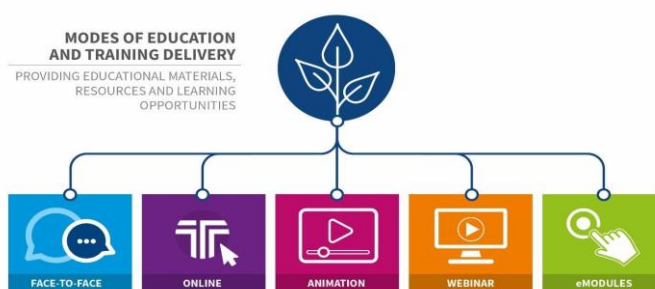 MODES OF EDUCATION
AND TRAINING DELIVERY
PROVIDING EDUCATIONAL MATERIALS,
RESOURCES AND LEARNING
OPPORTUNITIES
FACE-TO-FACE
ONLINE
ANIMATION
WEBINAR
eMODULES